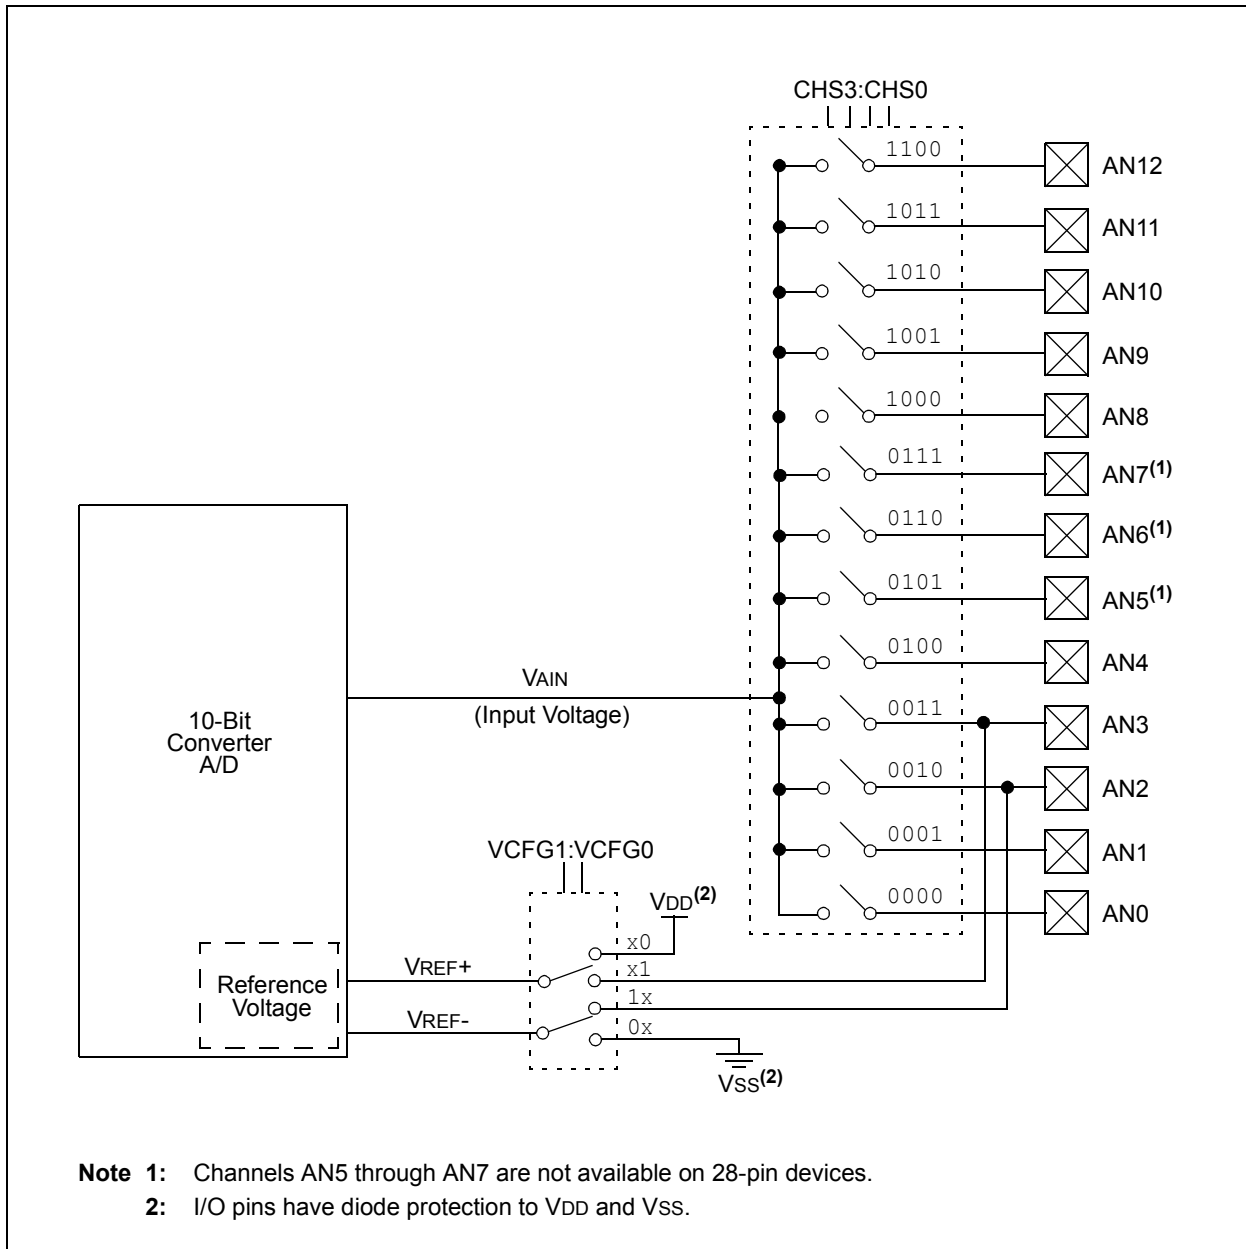 CHS3:CHS0
1100 AN12
1011 AN11
1010 AN10
1001 AN9
1000 AN8
0111 AN7(1)
0110 AN6(1)
0101 AN5(1)
0100 AN4
VAIN
(Input Voltage)
0011 AN3
10-Bit
Converter
A/D
0010 AN2
0001 AN1
VCFG1:VCFG0
0000 AN0
VDD(2)
x0
VREF+
x1
Reference
Voltage
1x
VREF-
0x
VSS(2)
Note 1: Channels AN5 through AN7 are not available on 28-pin devices.
2: I/O pins have diode protection to VDD and VSS.